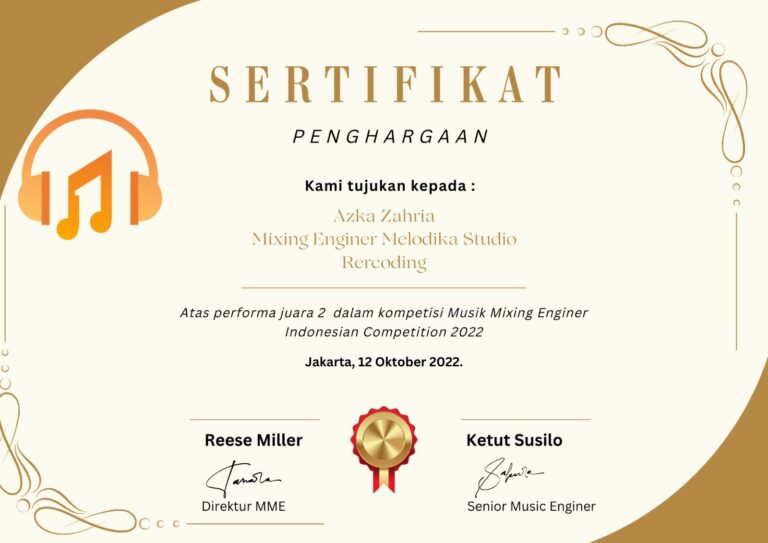 SERTIFIKAT
PENGHARGAAN
Kami tujukan kepada :
Azka Zahria
Mixing Enginer Melodika Studio
Rercoding
Atas performa juara 2 dalam kompetisi Musik Mixing Enginer
Indonesian Competition 2022
Jakarta, 12 Oktober 2022.
Reese Miller
Direktur MME
Ketut Susilo
Senior Music Enginer